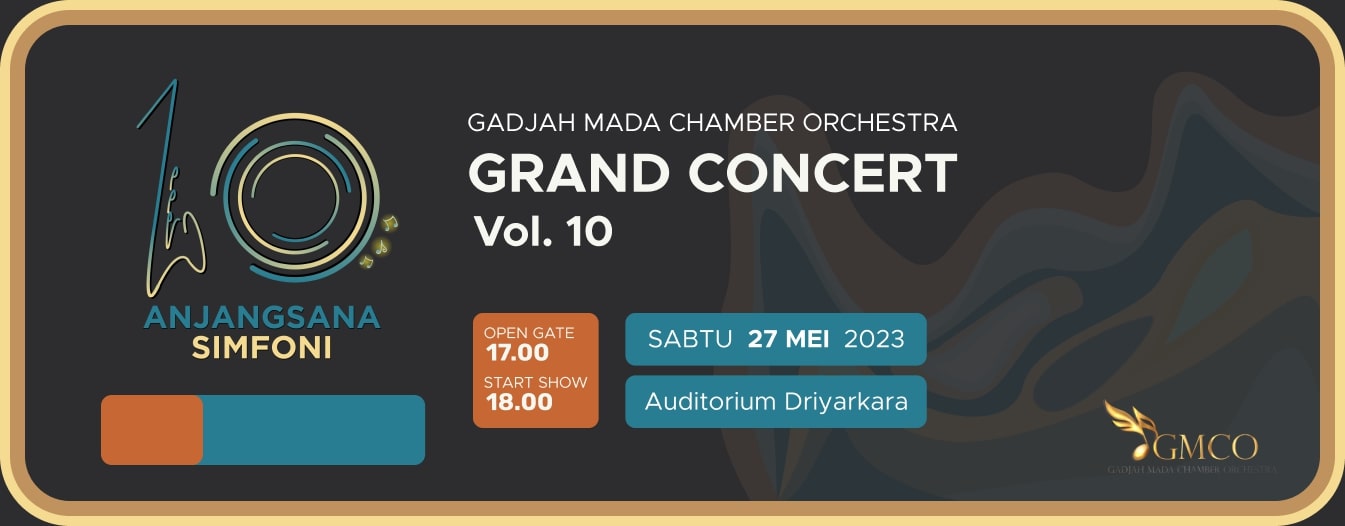 10
ANJANGSANA
SIMFONI
GADJAH MADA CHAMBER ORCHESTRA
GRAND CONCERT
Vol. 10
OPEN GATE
17.00
START SHOW
18.00
SABTU 27 MEI 2023
Auditorium Driyarkara
GMCO
GADJAH MADA CHAMBER ORCHESTRA